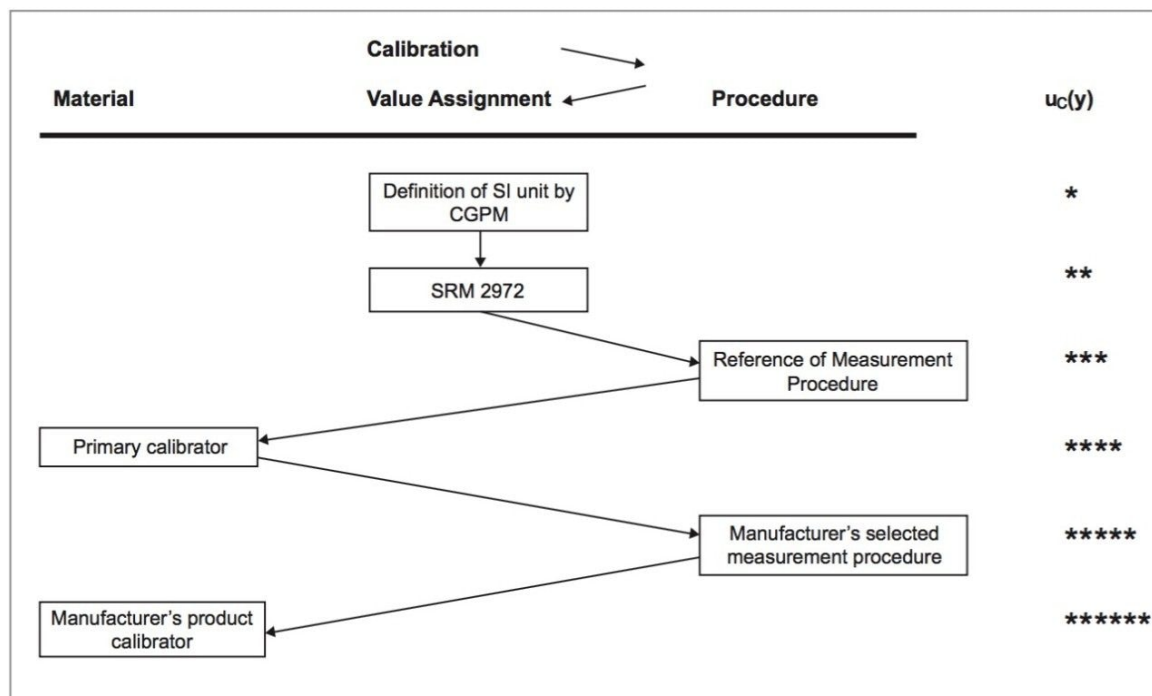 Calibration
Material Value Assignment Procedure u_C(y)
Definition of SI unit by
CGPM
*
SRM 2972
**
Reference of Measurement
Procedure
***
Primary calibrator
****
Manufacturer's selected
measurement procedure
*****
Manufacturer's product
calibrator
******